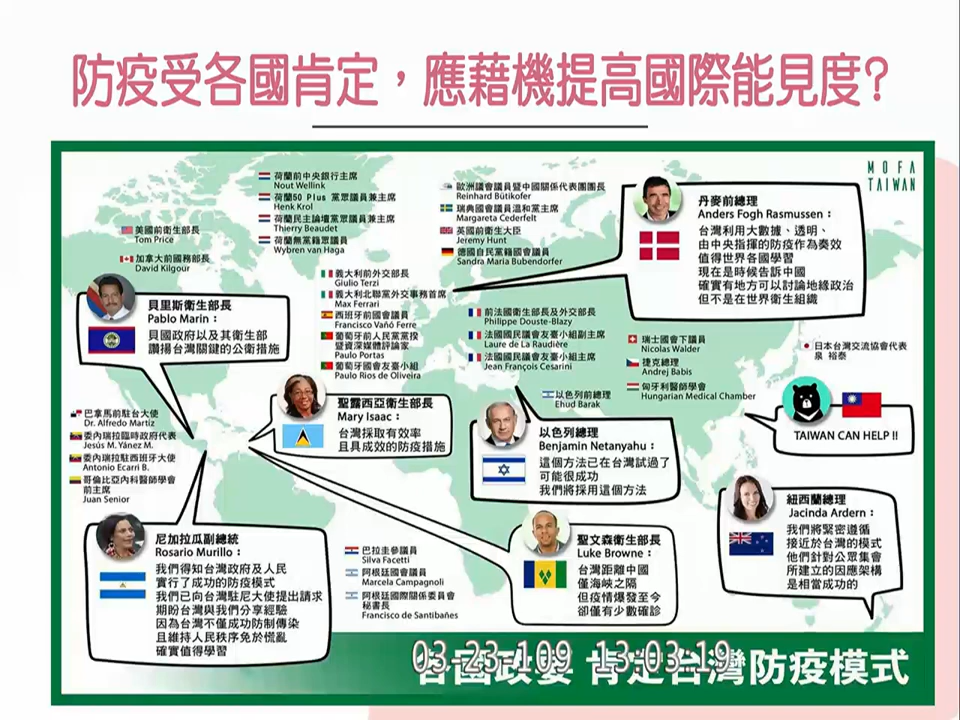 防疫受各國肯定，應藉機提高國際能見度?
MOFA
TAIWAN
荷蘭前中央銀行主席
Nout Wellink
荷蘭50 Plus 黨眾議員兼主席
Henk Krol
荷蘭民主論壇黨眾議員兼主席
Thierry Beaudet
荷蘭無黨籍眾議員
Wybren van Haga
歐洲議會議員暨中國關係代表團團長
Reinhard Bütikofer
瑞典國會議員溫和黨主席
Margareta Cederfelt
英國前衛生大臣
Jeremy Hunt
德國自民黨籍國會議員
Sandra Maria Bubendorfer
丹麥前總理
Anders Fogh Rasmussen：
台灣利用大數據、透明、
由中央指揮的防疫作為奏效
值得世界各國學習
現在是時候告訴中國
確實有地方可以討論地緣政治
但不是在世界衛生組織
美國前衛生部長
Tom Price
加拿大前國務部長
David Kilgour
貝里斯衛生部長
Pablo Marin：
貝國政府以及其衛生部
讚揚台灣關鍵的公衛措施
義大利前外交部長
Giulio Terzi
義大利北聯黨外交事務首席
Max Ferrari
西班牙前國會議員
Francisco Vañó Ferre
葡萄牙前人民黨黨揆
暨資深媒體評論家
Paulo Portas
葡萄牙國會友臺小組
Paulo Rios de Oliveira
前法國衛生部長及外交部長
Philippe Douste-Blazy
法國國民議會友臺小組副主席
Laure de La Raudière
法國國民議會友臺小組主席
Jean François Cesarini
瑞士國會下議員
Nicolas Walder
捷克總理
Andrej Babis
匈牙利醫師學會
Hungarian Medical Chamber
日本台灣交流協會代表
泉 裕泰
以色列前總理
Ehud Barak
聖露西亞衛生部長
Mary Isaac：
台灣採取有效率
且具成效的防疫措施
以色列總理
Benjamin Netanyahu：
這個方法已在台灣試過了
可能很成功
我們將採用這個方法
TAIWAN CAN HELP !!
巴拿馬前駐台大使
Dr. Alfredo Martíz
委內瑞拉臨時政府代表
Jesús M. Yánez M.
委內瑞拉駐西班牙大使
Antonio Ecarri B.
哥倫比亞內科醫師學會
前主席
Juan Senior
紐西蘭總理
Jacinda Ardern：
我們將緊密遵循
接近於台灣的模式
他們針對公眾集會
所建立的因應架構
是相當成功的
尼加拉瓜副總統
Rosario Murillo：
我們得知台灣政府及人民
實行了成功的防疫模式
我們已向台灣駐尼大使提出請求
期盼台灣與我們分享經驗
因為台灣不僅成功防制傳染
且維持人民秩序免於慌亂
確實值得學習
巴拉圭參議員
Silva Facetti
阿根廷國會議員
Marcela Campagnoli
阿根廷國際關係委員會
秘書長
Francisco de Santibañes
聖文森衛生部長
Luke Browne：
台灣距離中國
僅海峽之隔
但疫情爆發至今
卻僅有少數確診
03-23-109 13:03:19
各國政要 肯定台灣防疫模式